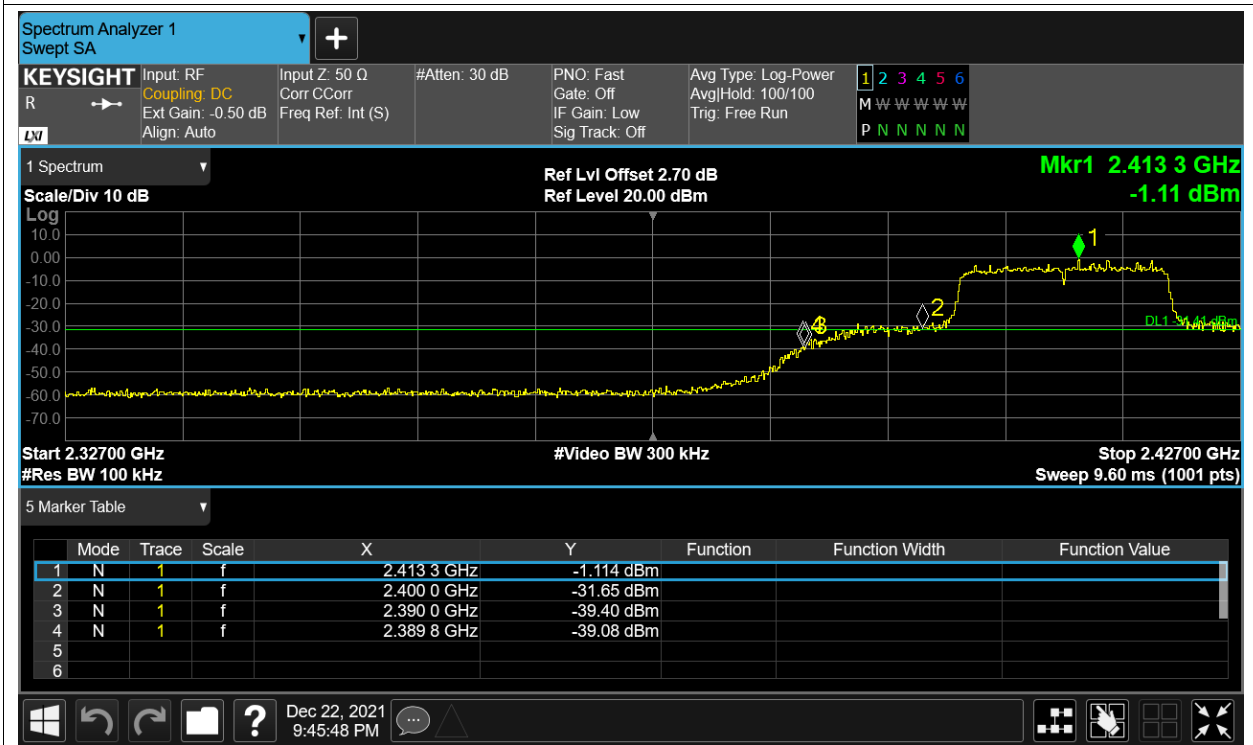 Spectrum Analyzer 1
Swept SA
+
KEYSIGHT
R
LXI
Input: RF
Coupling: DC
Ext Gain: -0.50 dB
Align: Auto
Input Z: 50 Ω
Corr CCorr
Freq Ref: Int (S)
#Atten: 30 dB
PNO: Fast
Gate: Off
IF Gain: Low
Sig Track: Off
Avg Type: Log-Power
Avg|Hold: 100/100
Trig: Free Run
1 2 3 4 5 6
M W W W W W
P N N N N N
1 Spectrum
Scale/Div 10 dB
Ref Lvl Offset 2.70 dB
Ref Level 20.00 dBm
Mkr1 2.413 3 GHz
-1.11 dBm
Log
10.0
0.00
-10.0
-20.0
-30.0
-40.0
-50.0
-60.0
-70.0
1
2
4
DL1 -31.11 dBm
Start 2.32700 GHz
#Res BW 100 kHz
#Video BW 300 kHz
Stop 2.42700 GHz
Sweep 9.60 ms (1001 pts)
5 Marker Table
Mode Trace Scale X Y Function Function Width Function Value
1 N 1 f 2.413 3 GHz -1.114 dBm
2 N 1 f 2.400 0 GHz -31.65 dBm
3 N 1 f 2.390 0 GHz -39.40 dBm
4 N 1 f 2.389 8 GHz -39.08 dBm
5
6
?
Dec 22, 2021
9:45:48 PM